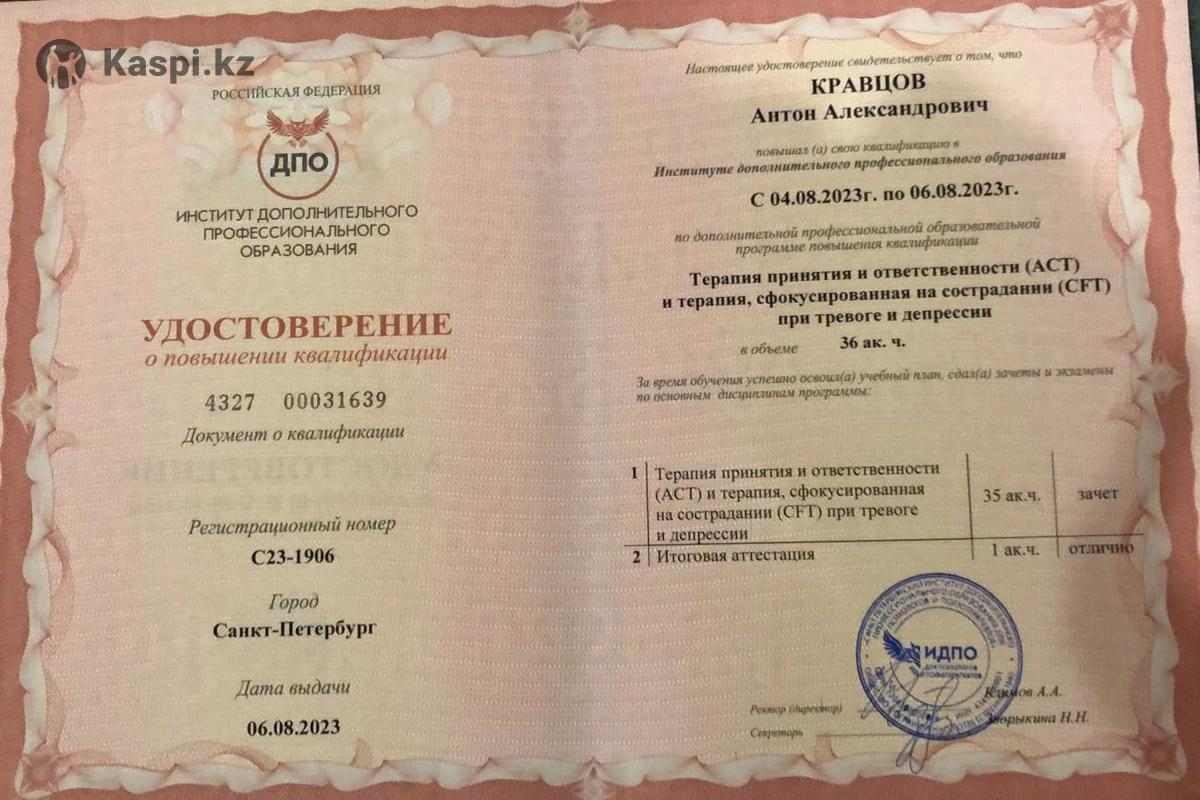 Kaspi.kz
РОССИЙСКАЯ ФЕДЕРАЦИЯ
ДПО
ИНСТИТУТ ДОПОЛНИТЕЛЬНОГО
ПРОФЕССИОНАЛЬНОГО
ОБРАЗОВАНИЯ
УДОСТОВЕРЕНИЕ
о повышении квалификации
4327 00031639
Документ о квалификации
Регистрационный номер
С23-1906
Город
Санкт-Петербург
Дата выдачи
06.08.2023
Настоящее удостоверение свидетельствует о том, что
КРАВЦОВ
Антон Александрович
повышал (а) свою квалификацию в
Институте дополнительного профессионального образования
С 04.08.2023г. по 06.08.2023г.
по дополнительной профессиональной образовательной
программе повышения квалификации
Терапия принятия и ответственности (ACT)
и терапия, сфокусированная на сострадании (CFT)
при тревоге и депрессии
в объеме 36 ак. ч.
За время обучения успешно освоил(а) учебный план, сдал(а) зачеты и экзамены
по основным дисциплинам программы:
1 Терапия принятия и ответственности
(ACT) и терапия, сфокусированная 35 ак.ч. зачет
на сострадании (CFT) при тревоге
и депрессии
2 Итоговая аттестация 1 ак.ч. отлично
ИДПО
для психологов
Ректор (директор) Климов А.А.
Секретарь Зворыкина Н.Н.